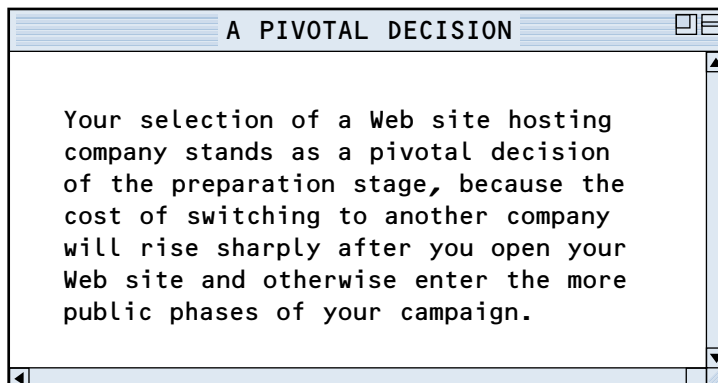 A PIVOTAL DECISION
Your selection of a Web site hosting
company stands as a pivotal decision
of the preparation stage, because the
cost of switching to another company
will rise sharply after you open your
Web site and otherwise enter the more
public phases of your campaign.